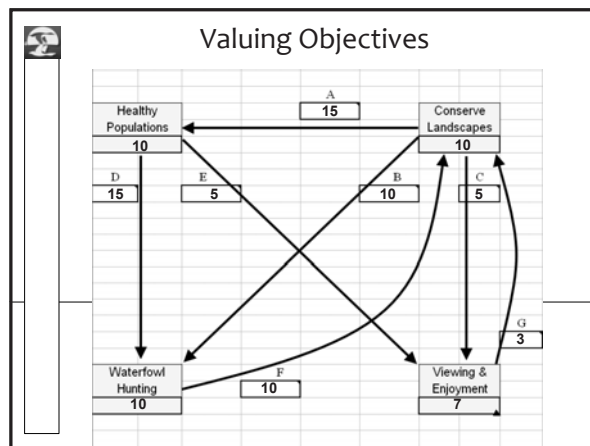 Valuing Objectives
A
15
Healthy
Populations
10
Conserve
Landscapes
10
D
15
E
5
B
10
C
5
G
3
Waterfowl
Hunting
10
F
10
Viewing &
Enjoyment
7